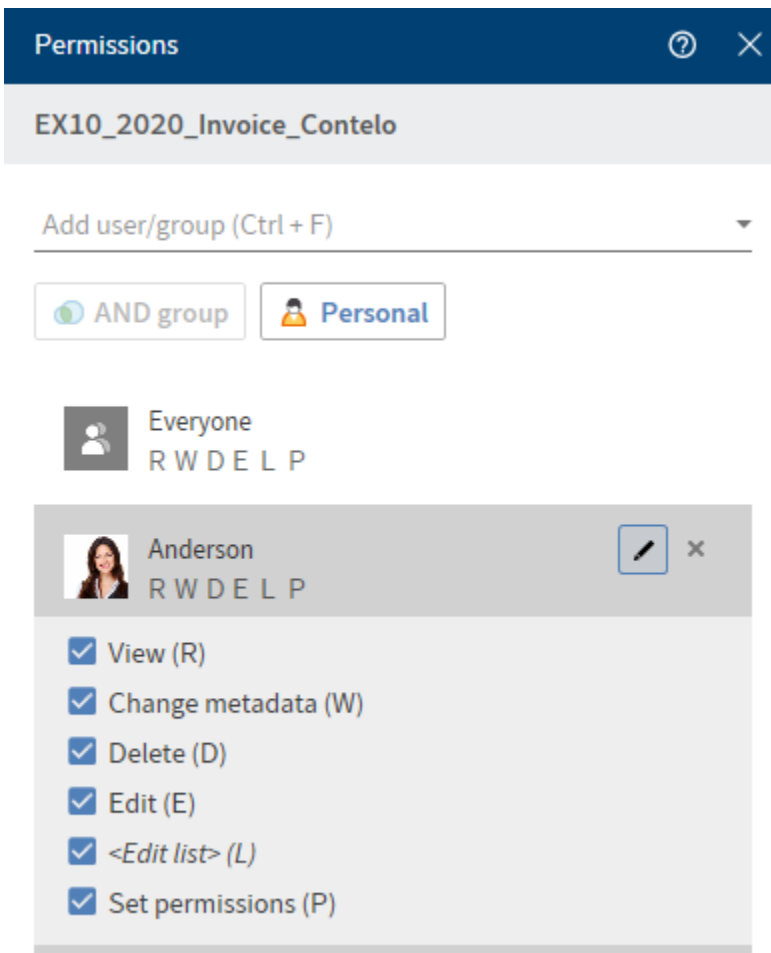 Permissions
EX10_2020_Invoice_Contelo
Add user/group (Ctrl + F)
AND group Personal
Everyone
R W D E L P
Anderson
R W D E L P
View (R)
Change metadata (W)
Delete (D)
Edit (E)
<Edit list> (L)
Set permissions (P)